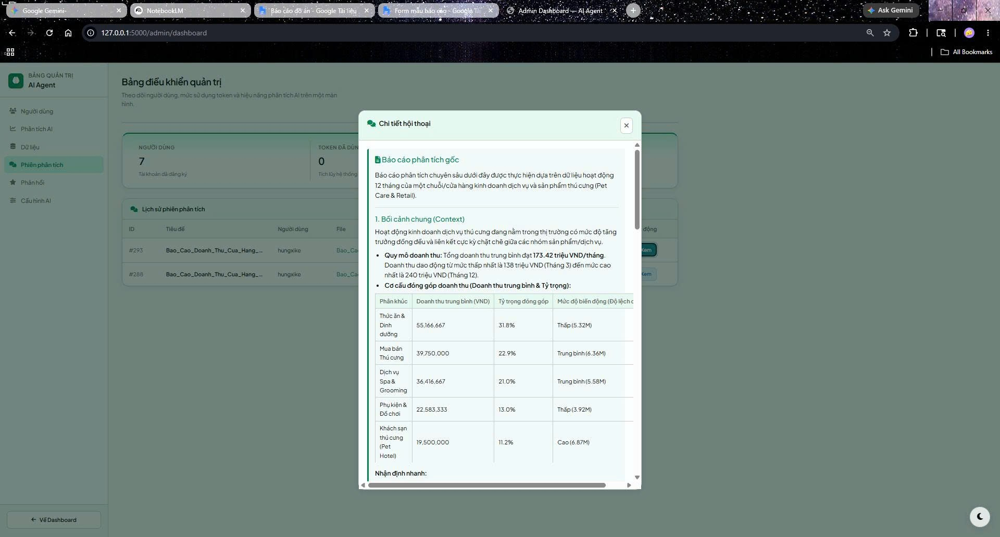 Google Gemini
NotebookLM
Báo cáo đồ án - Google Tài liệu
Form mẫu báo cáo - Google Tà
Admin Dashboard — AI Agent
Ask Gemini
127.0.0.1:5000/admin/dashboard
All Bookmarks
BẢNG QUẢN TRỊ
AI Agent
Người dùng
Phân tích AI
Dữ liệu
Phiên phân tích
Phản hồi
Cấu hình AI
Về Dashboard
Bảng điều khiển quản trị
Theo dõi người dùng, mức sử dụng token và hiệu năng phân tích AI trên một màn
hình.
NGƯỜI DÙNG
7
Tài khoản đã đăng ký
TOKEN ĐÃ DÙN
0
Tích lũy hệ thống
Lịch sử phiên phân tích
ID Tiêu đề Người dùng File động
#293 Bao_Cao_Doanh_Thu_Cua_Hang_... hungxike Bao_Ca Xem
#288 Bao_Cao_Doanh_Thu_Cua_Hang_... hungxike Bao_Ca Xem
Chi tiết hội thoại
Báo cáo phân tích gốc
Báo cáo phân tích chuyên sâu dưới đây được thực hiện dựa trên dữ liệu hoạt động
12 tháng của một chuỗi/cửa hàng kinh doanh dịch vụ và sản phẩm thú cưng (Pet
Care & Retail).
1. Bối cảnh chung (Context)
Hoạt động kinh doanh dịch vụ thú cưng đang nằm trong thị trường có mức độ tăng
trưởng đồng đều và liên kết cực kỳ chặt chẽ giữa các nhóm sản phẩm/dịch vụ.
• Quy mô doanh thu: Tổng doanh thu trung bình đạt 173.42 triệu VND/tháng.
Doanh thu dao động từ mức thấp nhất là 138 triệu VND (Tháng 3) đến mức cao
nhất là 240 triệu VND (Tháng 12).
• Cơ cấu đóng góp doanh thu (Doanh thu trung bình & Tỷ trọng):
Phân khúc Doanh thu trung bình (VND) Tỷ trọng đóng góp Mức độ biến động (Độ lệch c
Thức ăn &
Dinh
dưỡng
55,166,667 31.8% Thấp (5.32M)
Mua bán
Thú cưng
39,750,000 22.9% Trung bình (6.36M)
Dịch vụ
Spa &
Grooming
36,416,667 21.0% Trung bình (5.58M)
Phụ kiện &
Đồ chơi
22,583,333 13.0% Thấp (3.92M)
Khách sạn
thú cưng
(Pet
Hotel)
19,500,000 11.2% Cao (6.87M)
Nhận định nhanh: